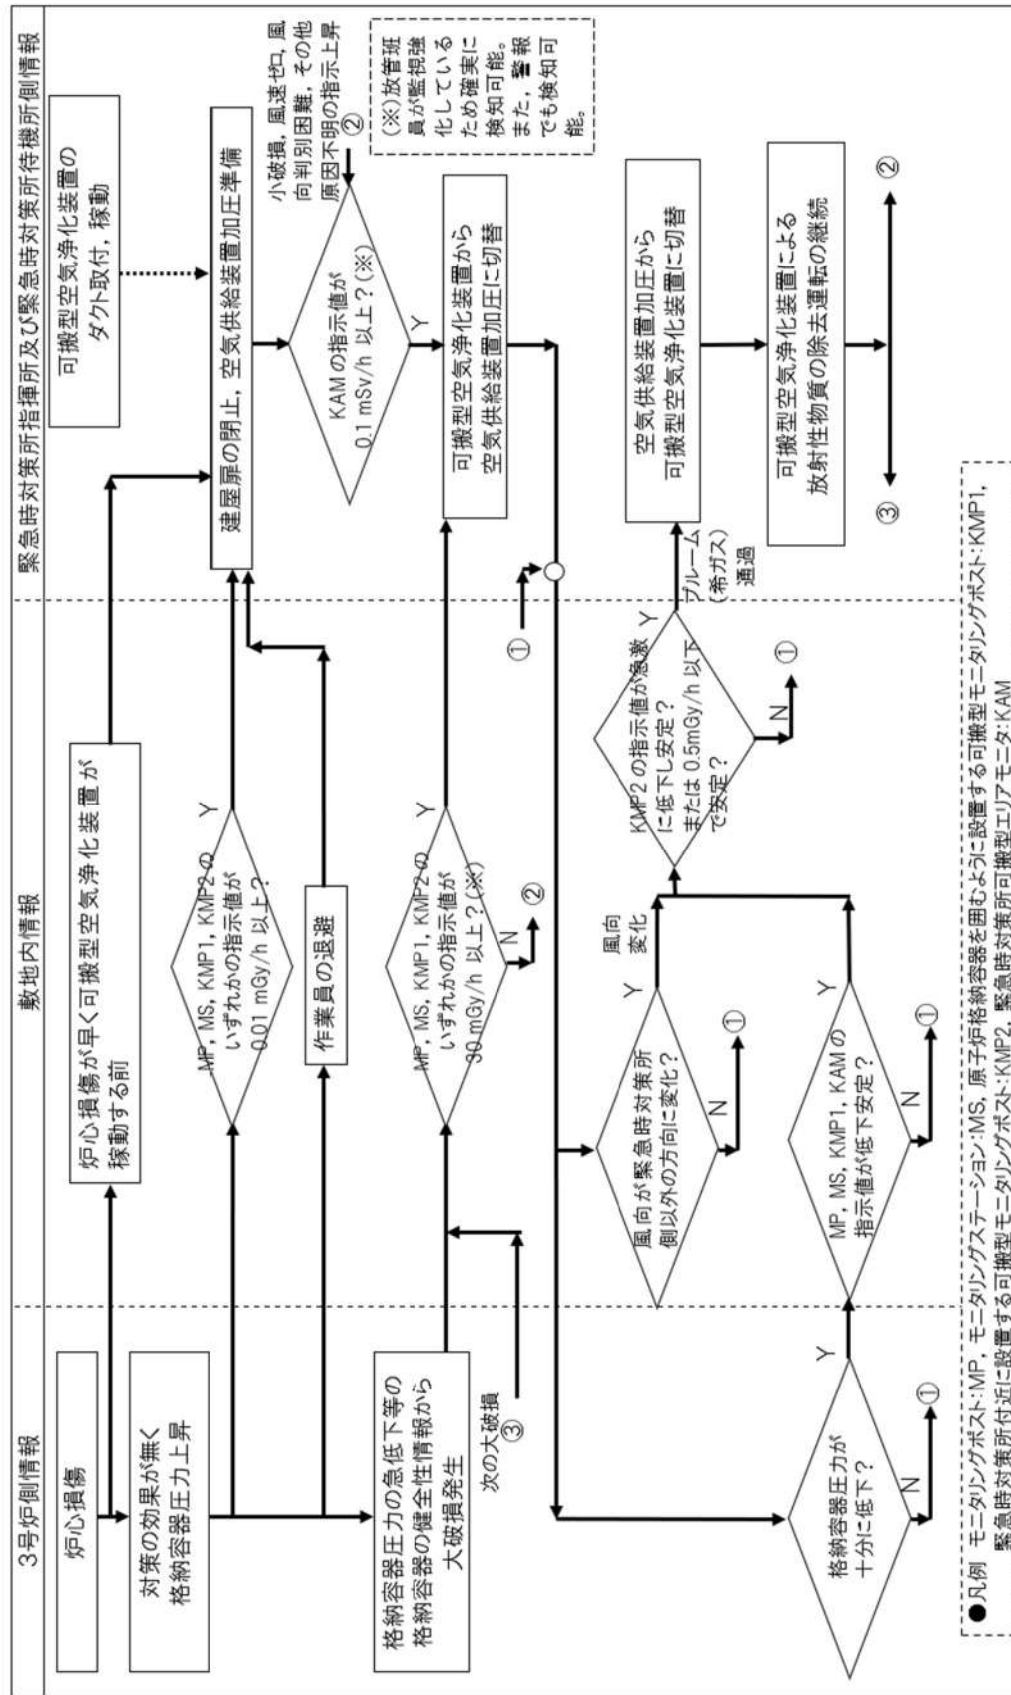 3号炉側情報
敷地内情報
緊急時対策所指揮所及び緊急時対策所待機所側情報
炉心損傷
炉心損傷が早く可搬型空気浄化装置が
稼動する前
可搬型空気浄化装置の
ダクト取付，稼動
対策の効果が無く
格納容器圧力上昇
MP, MS, KMP1, KMP2の
いずれかの指示値が
0.01 mGy/h 以上？
Y
建屋扉の閉止，空気供給装置加圧準備
作業員の退避
小破損，風速ゼロ，風
向判別困難，その他
原因不明の指示上昇
②
KAMの指示値が
0.1 mSv/h 以上？(※)
Y
(※)放管班
員が監視強
化している
ため確実に
検知可能。
また，警報
でも検知可
能。
格納容器圧力の急低下等の
格納容器の健全性情報から
大破損発生
MP, MS, KMP1, KMP2の
いずれかの指示値が
30 mGy/h 以上？(※)
Y
N
②
可搬型空気浄化装置から
空気供給装置加圧に切替
次の大破損
③
①
風向が緊急時対策所
側以外の方向に変化？
Y
N
①
風向
変化
KMP2 の指示値が急激
に低下し安定？
または 0.5mGy/h 以下
で安定？
Y
N
①
プルーム
(希ガス)
通過
空気供給装置加圧から
可搬型空気浄化装置に切替
可搬型空気浄化装置による
放射性物質の除去運転の継続
③
②
格納容器圧力が
十分に低下？
Y
N
①
MP, MS, KMP1, KAMの
指示値が低下安定？
Y
N
①
●凡例 モニタリングポスト：MP，モニタリングステーション：MS，原子炉格納容器を囲むように設置する可搬型モニタリングポスト：KMP1，
緊急時対策所付近に設置する可搬型モニタリングポスト：KMP2，緊急時対策所可搬型エリアモニタ：KAM